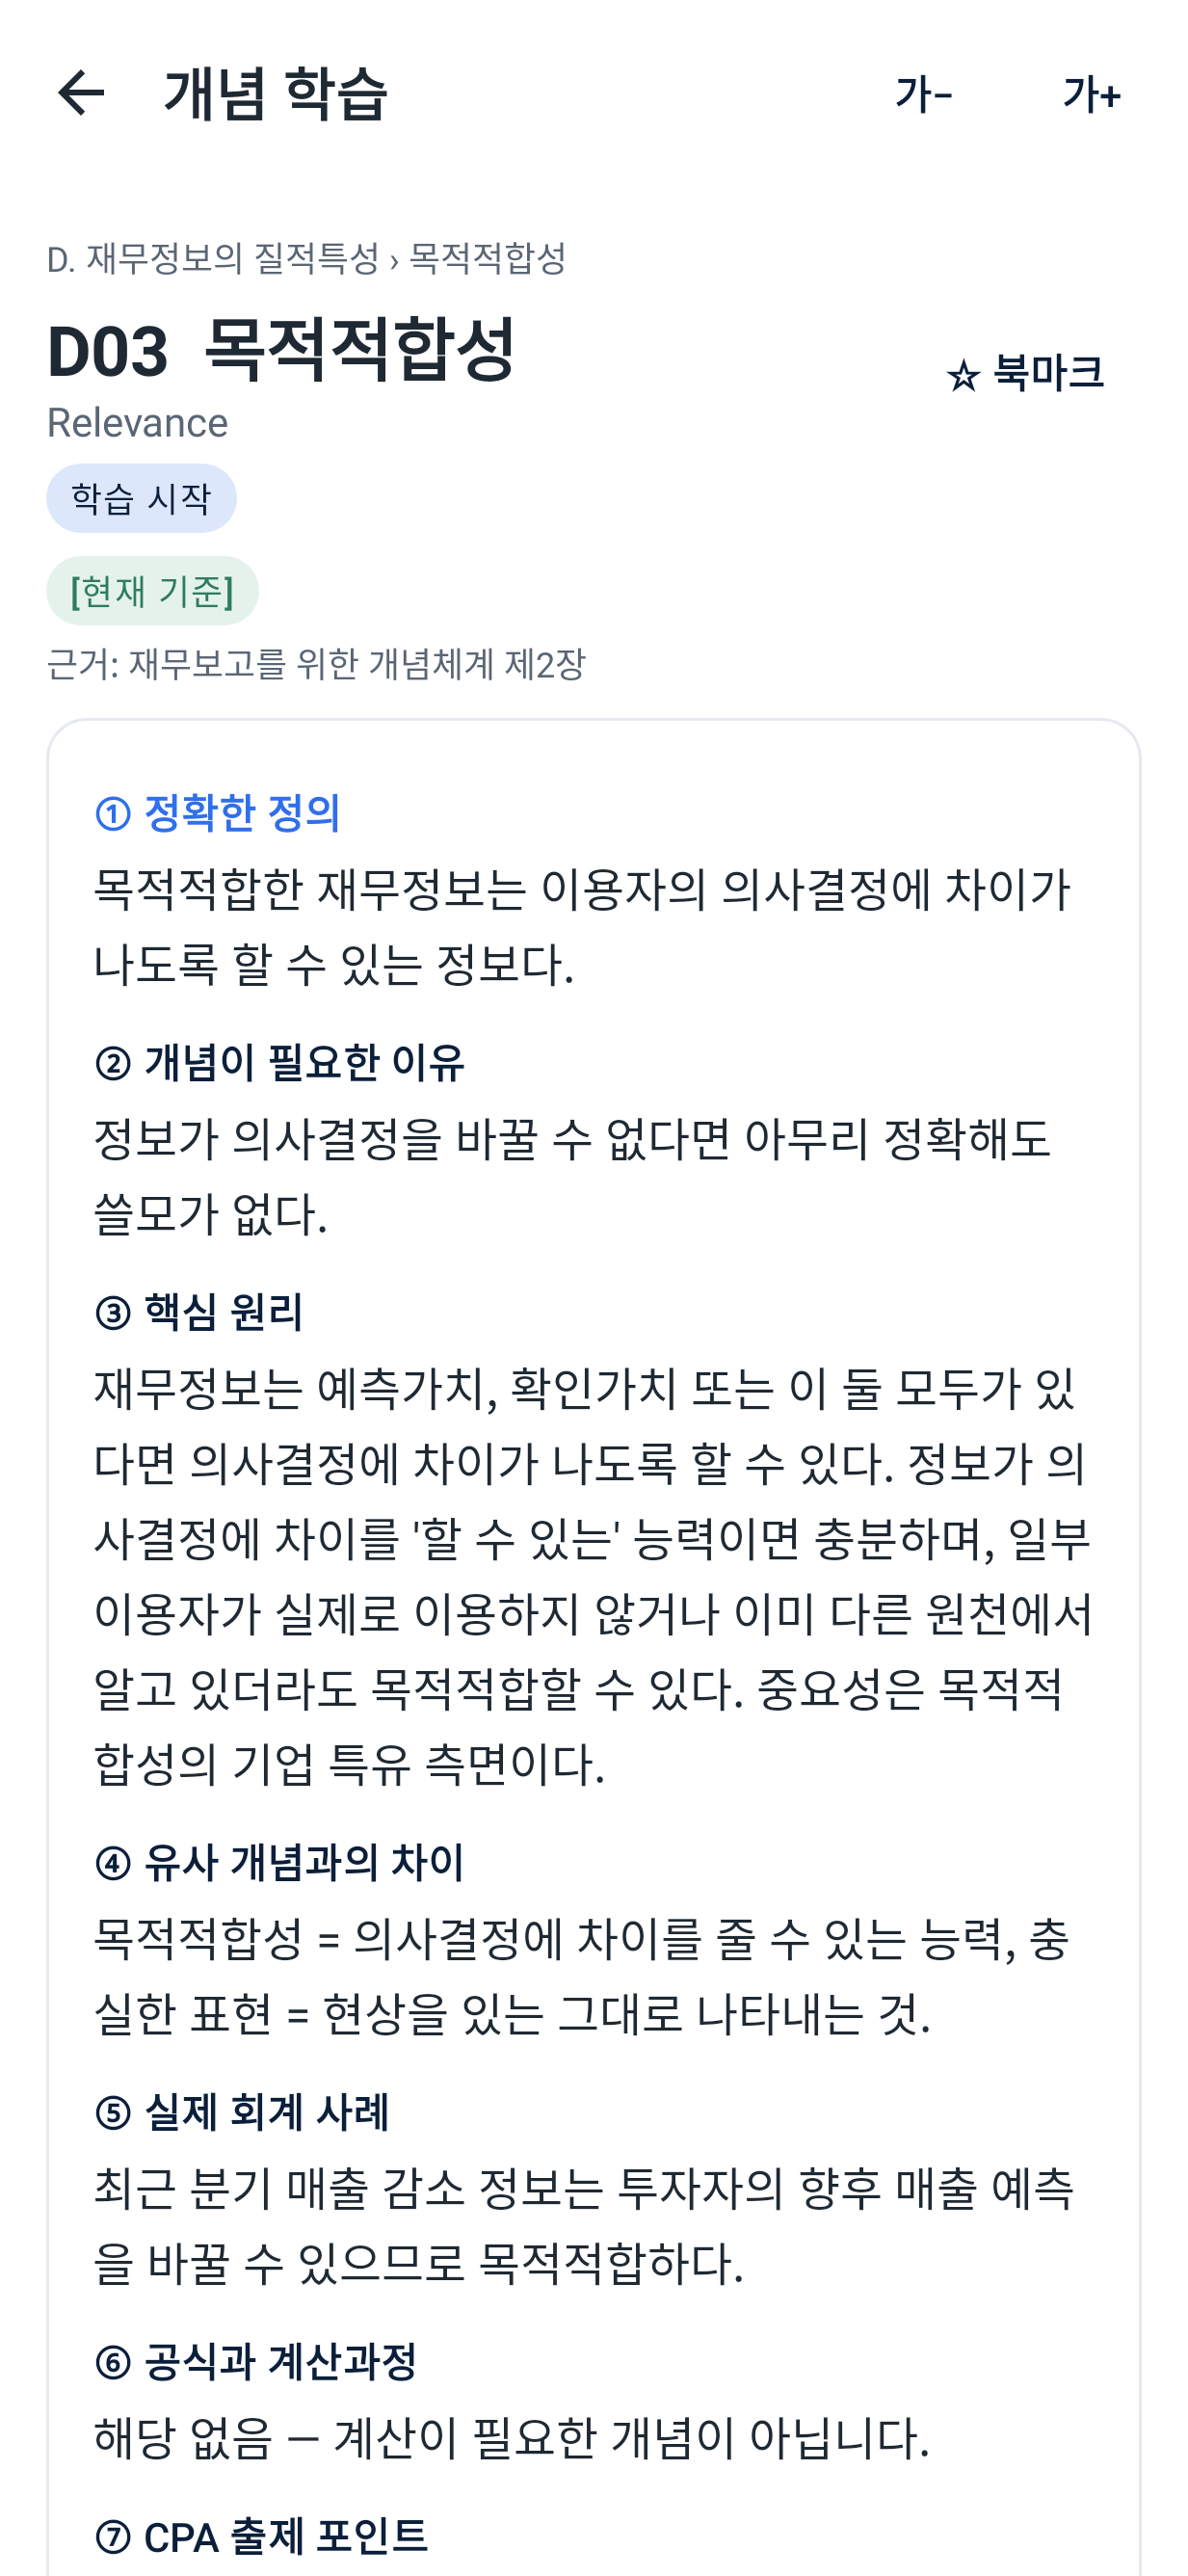 개념 학습
가-
가+
D. 재무정보의 질적특성 › 목적적합성
D03 목적적합성
☆ 북마크
Relevance
학습 시작
[현재 기준]
근거: 재무보고를 위한 개념체계 제2장
① 정확한 정의
목적적합한 재무정보는 이용자의 의사결정에 차이가
나도록 할 수 있는 정보다.
② 개념이 필요한 이유
정보가 의사결정을 바꿀 수 없다면 아무리 정확해도
쓸모가 없다.
③ 핵심 원리
재무정보는 예측가치, 확인가치 또는 이 둘 모두가 있
다면 의사결정에 차이가 나도록 할 수 있다. 정보가 의
사결정에 차이를 '할 수 있는' 능력이면 충분하며, 일부
이용자가 실제로 이용하지 않거나 이미 다른 원천에서
알고 있더라도 목적적합할 수 있다. 중요성은 목적적
합성의 기업 특유 측면이다.
④ 유사 개념과의 차이
목적적합성 = 의사결정에 차이를 줄 수 있는 능력, 충
실한 표현 = 현상을 있는 그대로 나타내는 것.
⑤ 실제 회계 사례
최근 분기 매출 감소 정보는 투자자의 향후 매출 예측
을 바꿀 수 있으므로 목적적합하다.
⑥ 공식과 계산과정
해당 없음 — 계산이 필요한 개념이 아닙니다.
⑦ CPA 출제 포인트